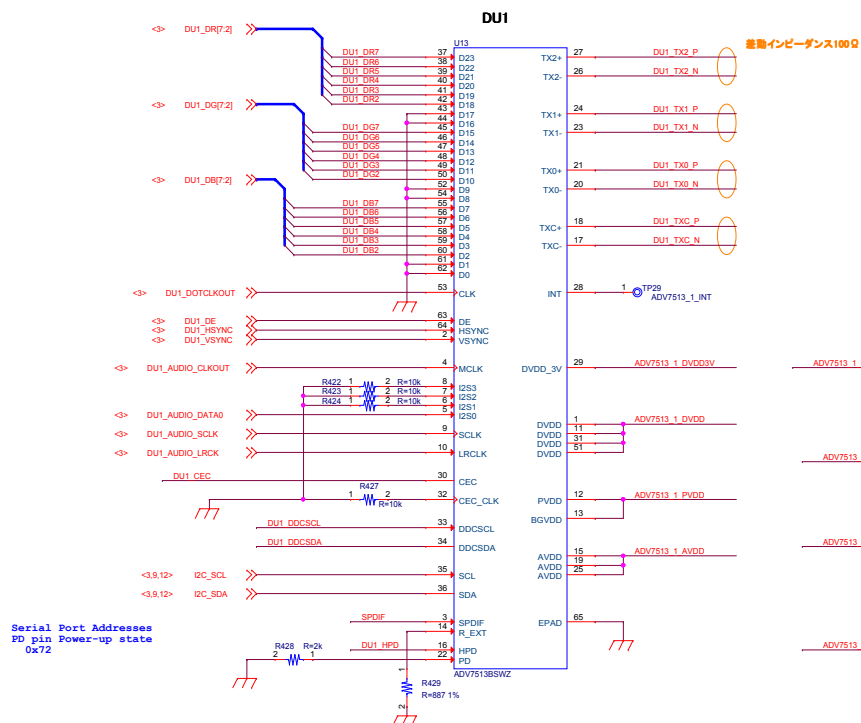 DU1
<3> DU1_DR[7:2]
<3> DU1_DG[7:2]
<3> DU1_DB[7:2]
<3> DU1_DOTCLKOUT
<3> DU1_DE
<3> DU1_HSYNC
<3> DU1_VSYNC
<3> DU1_AUDIO_CLKOUT
<3> DU1_AUDIO_DATA0
<3> DU1_AUDIO_SCLK
<3> DU1_AUDIO_LRCK
DU1_CEC
DU1_DDCSCL
DU1_DDCSDA
<3,9,12> I2C_SCL
<3,9,12> I2C_SDA
SPDIF
DU1_HPD
Serial Port Addresses
PD pin Power-up state
0x72
R422 1 2 R=10k
R423 1 2 R=10k
R424 1 2 R=10k
R427
1 2
R=10k
R428 R=2k
2 1
1
R429
R=887 1%
2
U13
DU1_DR7 37 D23
DU1_DR6 38 D22
DU1_DR5 39 D21
DU1_DR4 40 D20
DU1_DR3 41 D19
DU1_DR2 42 D18
43 D17
44 D16
DU1_DG7 45 D15
DU1_DG6 46 D14
DU1_DG5 47 D13
DU1_DG4 48 D12
DU1_DG3 49 D11
DU1_DG2 50 D10
52 D9
54 D8
DU1_DB7 55 D7
DU1_DB6 56 D6
DU1_DB5 57 D5
DU1_DB4 58 D4
DU1_DB3 59 D3
DU1_DB2 60 D2
61 D1
62 D0
53 CLK
63 DE
64 HSYNC
2 VSYNC
4 MCLK
8 I2S3
7 I2S2
6 I2S1
5 I2S0
9 SCLK
10 LRCLK
30 CEC
32 CEC_CLK
33 DDCSCL
34 DDCSDA
35 SCL
36 SDA
3 SPDIF
14 R_EXT
16 HPD
22 PD
ADV7513BSWZ
TX2+ 27 DU1_TX2_P
TX2- 26 DU1_TX2_N
TX1+ 24 DU1_TX1_P
TX1- 23 DU1_TX1_N
TX0+ 21 DU1_TX0_P
TX0- 20 DU1_TX0_N
TXC+ 18 DU1_TXC_P
TXC- 17 DU1_TXC_N
差動インピーダンス100Ω
INT 28 1 TP29
ADV7513_1_INT
DVDD_3V 29 ADV7513_1_DVDD3V
DVDD 1 ADV7513_1_DVDD
DVDD 11
DVDD 31
DVDD 51
PVDD 12 ADV7513_1_PVDD
BGVDD 13
AVDD 15 ADV7513_1_AVDD
AVDD 19
AVDD 25
EPAD 65
ADV7513_1
ADV7513
ADV7513
ADV7513